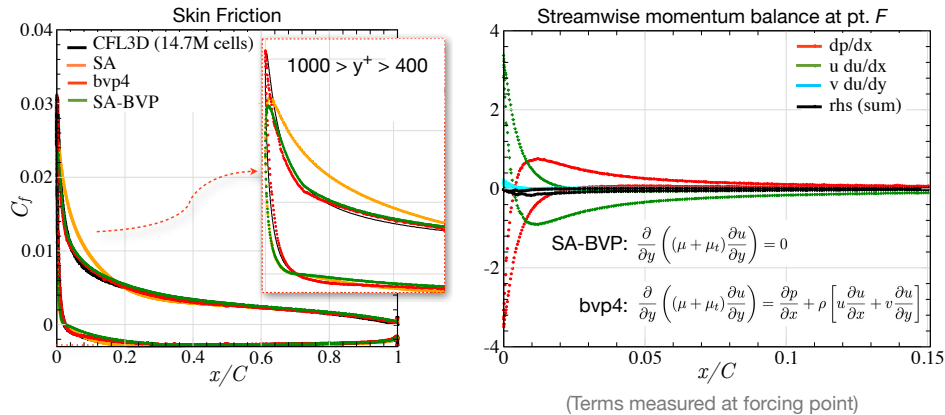 Skin Friction
0.04
0.03
0.02
0.01
0
C_f
CFL3D (14.7M cells)
SA
bvp4
SA-BVP
1000 > y⁺ > 400
0 0.2 0.4 0.6 0.8 1
x/C
Streamwise momentum balance at pt. F
4
2
0
-2
-4
dp/dx
u du/dx
v du/dy
rhs (sum)
SA-BVP: ∂/∂y ((μ + μ_t) ∂u/∂y) = 0
bvp4: ∂/∂y ((μ + μ_t) ∂u/∂y) = ∂p/∂x + ρ [u ∂u/∂x + v ∂u/∂y]
0 0.05 0.1 0.15
x/C
(Terms measured at forcing point)